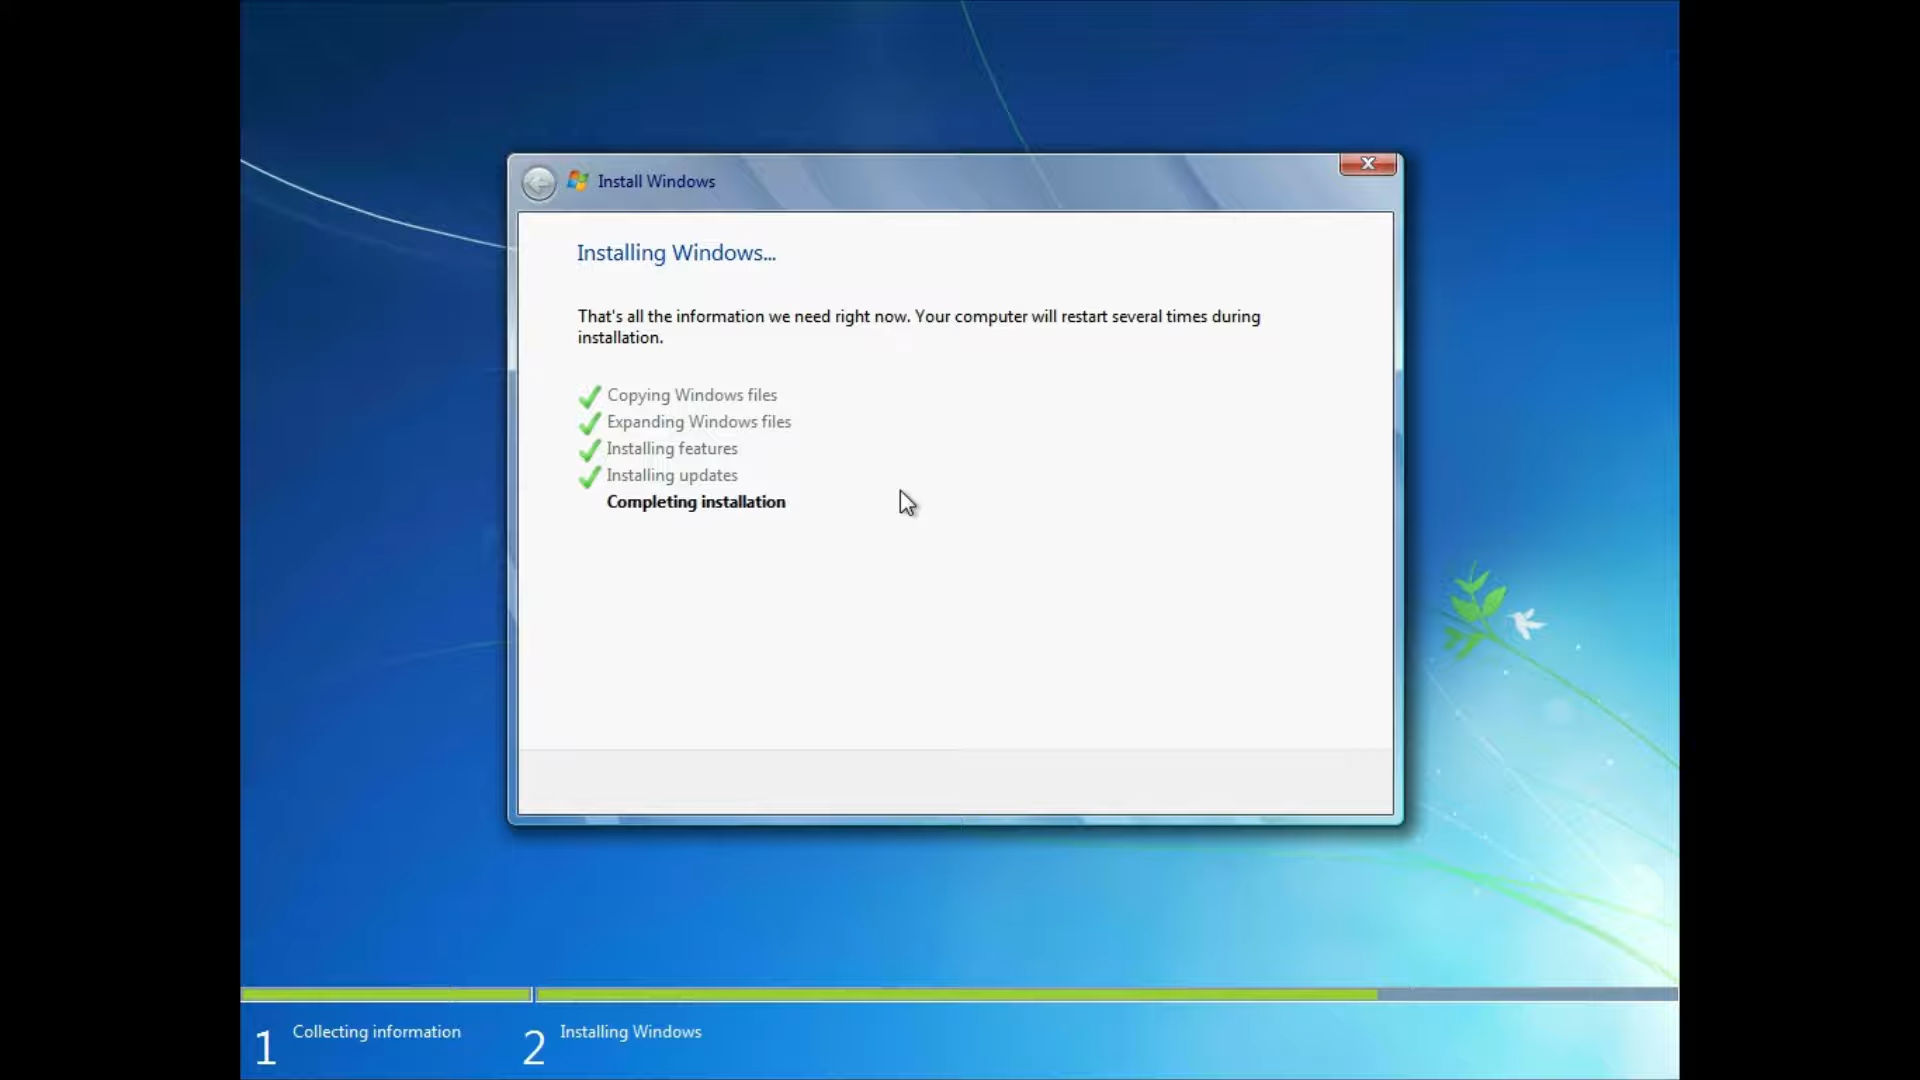 Install Windows
Installing Windows...
That's all the information we need right now. Your computer will restart several times during
installation.
Copying Windows files
Expanding Windows files
Installing features
Installing updates
Completing installation
1 Collecting information
2 Installing Windows